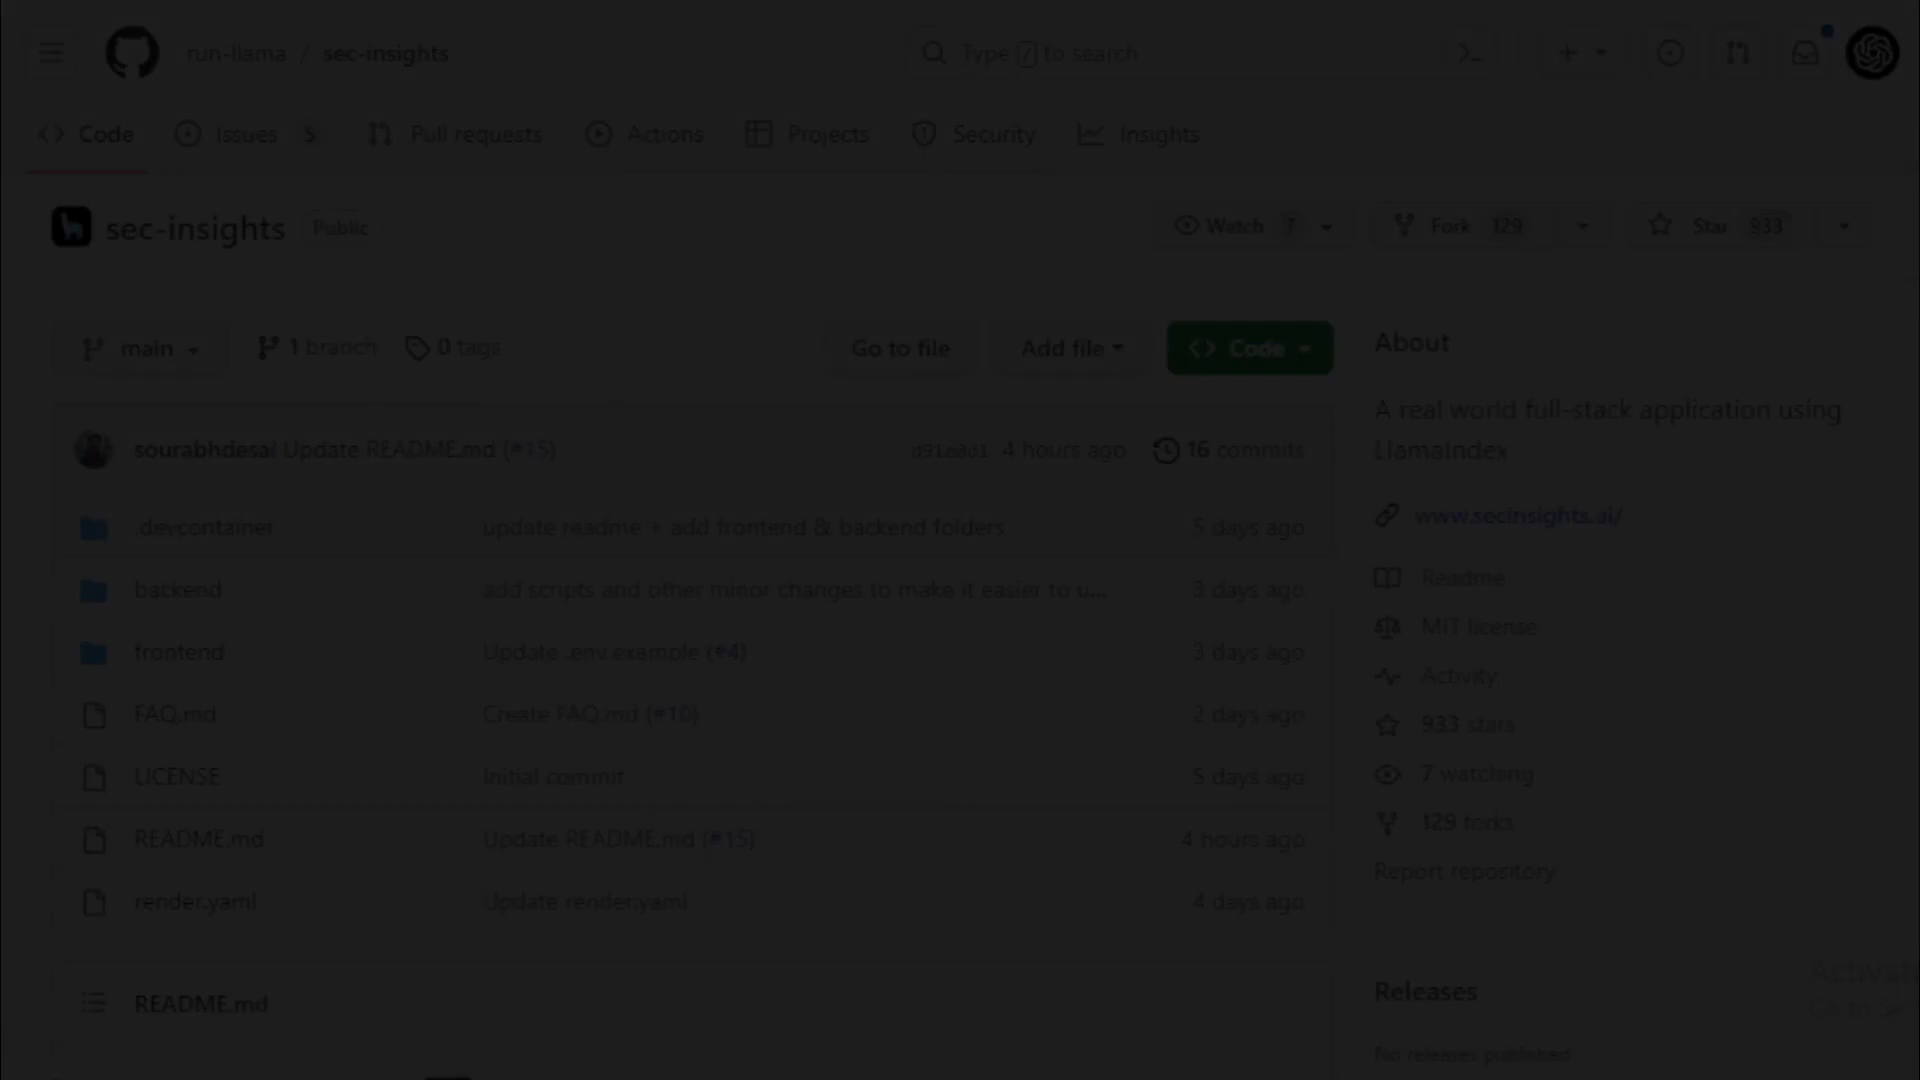 run-llama / sec-insights
Type / to search
Code
Issues 5
Pull requests
Actions
Projects
Security
Insights
sec-insights Public
Watch 7
Fork 129
Star 933
main
1 branch
0 tags
Go to file
Add file
Code
sourabhdesai Update README.md (#15)
d91e3d1 4 hours ago
16 commits
.devcontainer update readme + add frontend & backend folders 5 days ago
backend add scripts and other minor changes to make it easier to u... 3 days ago
frontend Update .env.example (#4) 3 days ago
FAQ.md Create FAQ.md (#10) 2 days ago
LICENSE Initial commit 5 days ago
README.md Update README.md (#15) 4 hours ago
render.yaml Update render.yaml 4 days ago
README.md
About
A real world full-stack application using
LlamaIndex
www.secinsights.ai/
Readme
MIT license
Activity
933 stars
7 watching
129 forks
Report repository
Releases
No releases published
Go to Se